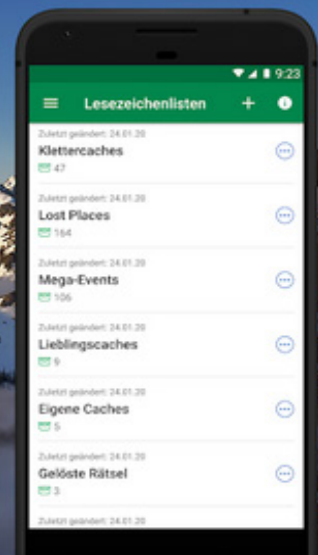 9:23
Lesezeichenlisten
Zuletzt geändert: 24.01.20
Klettercaches
47
Zuletzt geändert: 24.01.20
Lost Places
164
Zuletzt geändert: 24.01.20
Mega-Events
106
Zuletzt geändert: 24.01.20
Lieblingscaches
9
Zuletzt geändert: 24.01.20
Eigene Caches
5
Zuletzt geändert: 24.01.20
Gelöste Rätsel
3
Zuletzt geändert: 24.01.20